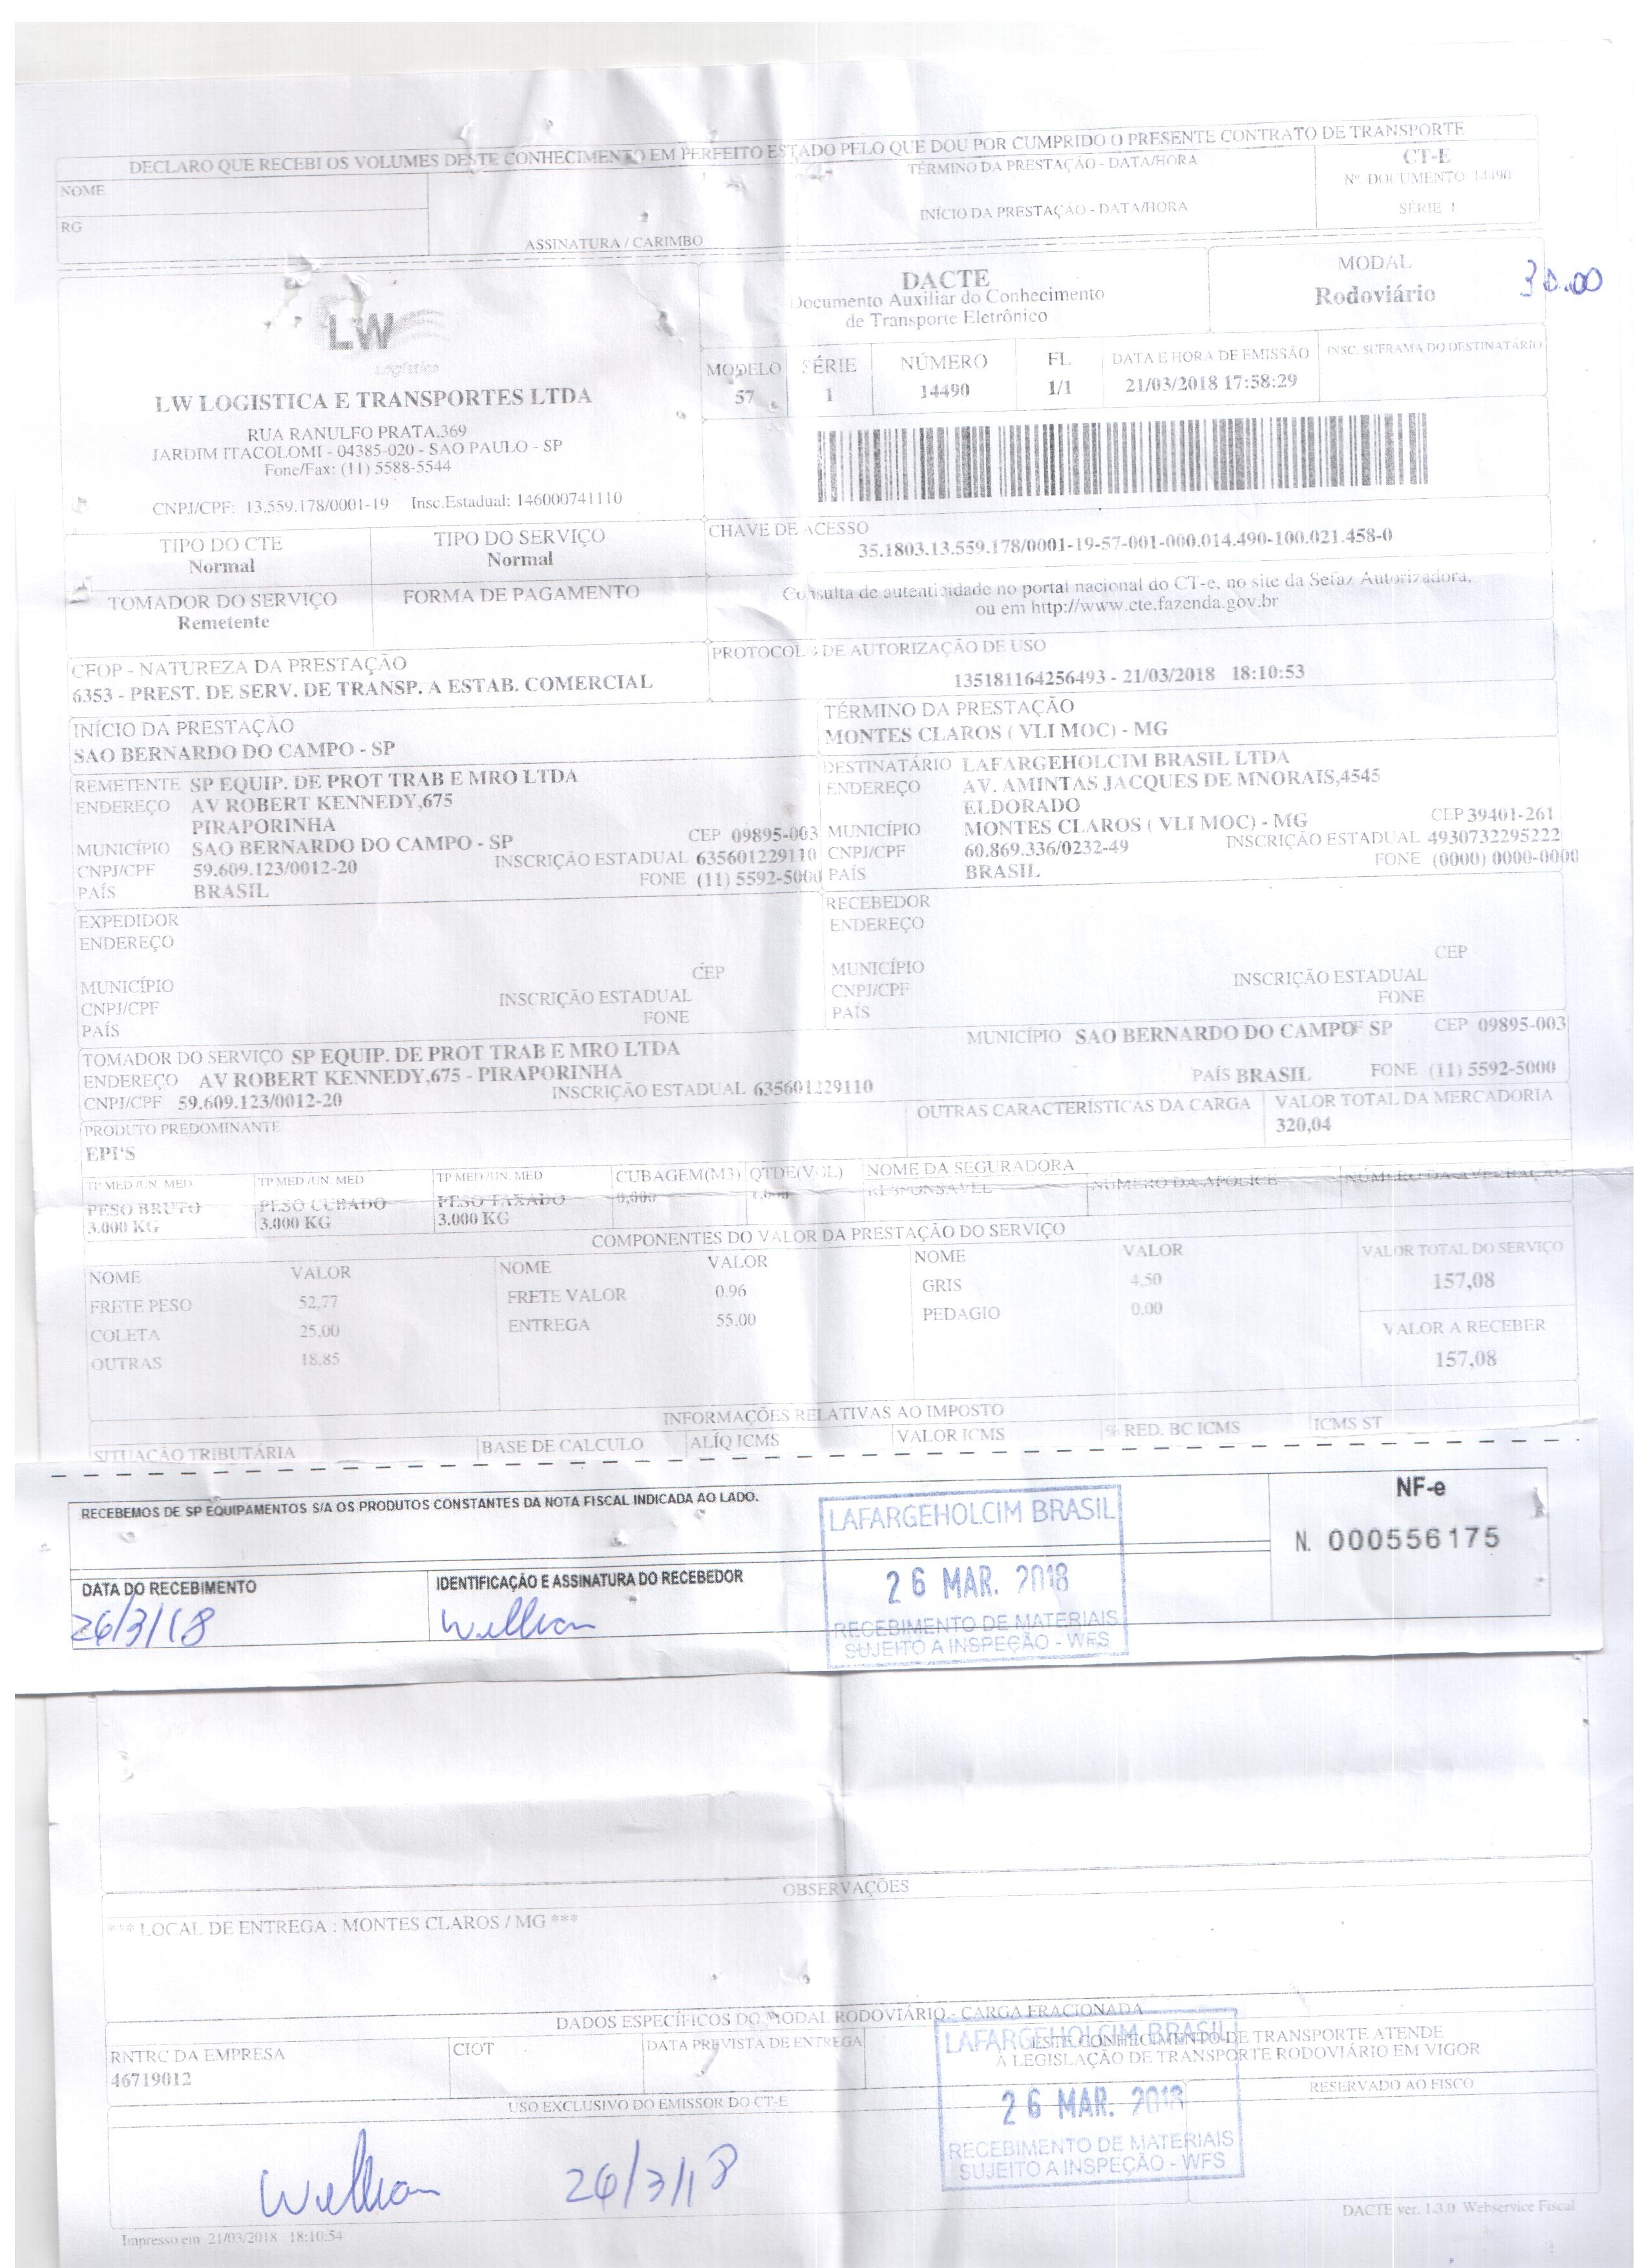 DECLARO QUE RECEBI OS VOLUMES DESTE CONHECIMENTO EM PERFEITO ESTADO PELO QUE DOU POR CUMPRIDO O PRESENTE CONTRATO DE TRANSPORTE
NOME
RG
ASSINATURA / CARIMBO
TÉRMINO DA PRESTAÇÃO - DATA/HORA
INÍCIO DA PRESTAÇÃO - DATA/HORA
CT-E
Nº. DOCUMENTO 14490
SÉRIE 1
LW
Logística
LW LOGISTICA E TRANSPORTES LTDA
RUA RANULFO PRATA,369
JARDIM ITACOLOMI - 04385-020 - SAO PAULO - SP
Fone/Fax: (11) 5588-5544
CNPJ/CPF: 13.559.178/0001-19 Insc.Estadual: 146000741110
DACTE
Documento Auxiliar do Conhecimento
de Transporte Eletrônico
MODAL
Rodoviário
30.00
MODELO SÉRIE NÚMERO FL DATA E HORA DE EMISSÃO INSC. SUFRAMA DO DESTINATÁRIO
57 1 14490 1/1 21/03/2018 17:58:29
TIPO DO CTE TIPO DO SERVIÇO
Normal Normal
TOMADOR DO SERVIÇO FORMA DE PAGAMENTO
Remetente
CHAVE DE ACESSO
35.1803.13.559.178/0001-19-57-001-000.014.490-100.021.458-0
Consulta de autenticidade no portal nacional do CT-e, no site da Sefaz Autorizadora,
ou em http://www.cte.fazenda.gov.br
CFOP - NATUREZA DA PRESTAÇÃO
6353 - PREST. DE SERV. DE TRANSP. A ESTAB. COMERCIAL
PROTOCOLO DE AUTORIZAÇÃO DE USO
135181164256493 - 21/03/2018 18:10:53
INÍCIO DA PRESTAÇÃO
SAO BERNARDO DO CAMPO - SP
TÉRMINO DA PRESTAÇÃO
MONTES CLAROS ( VLI MOC) - MG
REMETENTE SP EQUIP. DE PROT TRAB E MRO LTDA
ENDEREÇO AV ROBERT KENNEDY,675
PIRAPORINHA
CEP 09895-003
MUNICÍPIO SAO BERNARDO DO CAMPO - SP
CNPJ/CPF 59.609.123/0012-20 INSCRIÇÃO ESTADUAL 635601229110
PAÍS BRASIL FONE (11) 5592-5000
DESTINATÁRIO LAFARGEHOLCIM BRASIL LTDA
ENDEREÇO AV. AMINTAS JACQUES DE MNORAIS,4545
ELDORADO
CEP 39401-261
MUNICÍPIO MONTES CLAROS ( VLI MOC) - MG
CNPJ/CPF 60.869.336/0232-49 INSCRIÇÃO ESTADUAL 4930732295222
PAÍS BRASIL FONE (0000) 0000-0000
EXPEDIDOR
ENDEREÇO
CEP
MUNICÍPIO
CNPJ/CPF INSCRIÇÃO ESTADUAL
PAÍS FONE
RECEBEDOR
ENDEREÇO
CEP
MUNICÍPIO
CNPJ/CPF INSCRIÇÃO ESTADUAL
PAÍS FONE
TOMADOR DO SERVIÇO SP EQUIP. DE PROT TRAB E MRO LTDA MUNICÍPIO SAO BERNARDO DO CAMPO SP CEP 09895-003
ENDEREÇO AV ROBERT KENNEDY,675 - PIRAPORINHA PAÍS BRASIL FONE (11) 5592-5000
CNPJ/CPF 59.609.123/0012-20 INSCRIÇÃO ESTADUAL 635601229110
PRODUTO PREDOMINANTE OUTRAS CARACTERÍSTICAS DA CARGA VALOR TOTAL DA MERCADORIA
EPI'S 320,04
TP MED /UN. MED TP MED /UN. MED TP MED /UN. MED CUBAGEM(M3) QTDE(VOL) NOME DA SEGURADORA
PESO BRUTO PESO CUBADO PESO TAXADO 0,000 RESPONSAVEL NÚMERO DA APOLICE NÚMERO DA AVERBAÇÃO
3.000 KG 3.000 KG 3.000 KG
COMPONENTES DO VALOR DA PRESTAÇÃO DO SERVIÇO
NOME VALOR NOME VALOR NOME VALOR VALOR TOTAL DO SERVIÇO
FRETE PESO 52,77 FRETE VALOR 0.96 GRIS 4.50 157,08
COLETA 25,00 ENTREGA 55.00 PEDAGIO 0.00 VALOR A RECEBER
OUTRAS 18.85 157,08
INFORMAÇÕES RELATIVAS AO IMPOSTO
SITUAÇÃO TRIBUTÁRIA BASE DE CALCULO ALÍQ ICMS VALOR ICMS % RED. BC ICMS ICMS ST
RECEBEMOS DE SP EQUIPAMENTOS S/A OS PRODUTOS CONSTANTES DA NOTA FISCAL INDICADA AO LADO.
NF-e
N. 000556175
DATA DO RECEBIMENTO IDENTIFICAÇÃO E ASSINATURA DO RECEBEDOR
26/3/18 Willian
LAFARGEHOLCIM BRASIL
26 MAR. 2018
RECEBIMENTO DE MATERIAIS
SUJEITO A INSPEÇÃO - WFS
OBSERVAÇÕES
*** LOCAL DE ENTREGA : MONTES CLAROS / MG ***
DADOS ESPECÍFICOS DO MODAL RODOVIÁRIO - CARGA FRACIONADA
RNTRC DA EMPRESA CIOT DATA PREVISTA DE ENTREGA
46719012
ESTE CONHECIMENTO DE TRANSPORTE ATENDE
À LEGISLAÇÃO DE TRANSPORTE RODOVIÁRIO EM VIGOR
USO EXCLUSIVO DO EMISSOR DO CT-E RESERVADO AO FISCO
LAFARGEHOLCIM BRASIL
26 MAR. 2018
RECEBIMENTO DE MATERIAIS
SUJEITO A INSPEÇÃO - WFS
Willian 26/3/18
Impresso em 21/03/2018 18:10:54
DACTE ver. 1.3.0 Webservice Fiscal